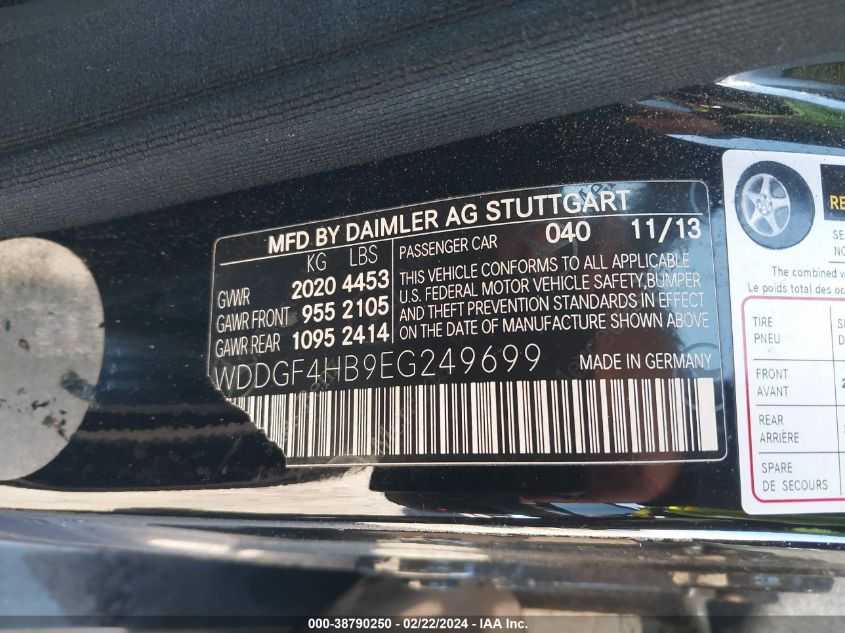 MFD BY DAIMLER AG STUTTGART
KG LBS
GVWR 2020 4453
GAWR FRONT 955 2105
GAWR REAR 1095 2414
PASSENGER CAR 040 11/13
THIS VEHICLE CONFORMS TO ALL APPLICABLE
U.S. FEDERAL MOTOR VEHICLE SAFETY,BUMPER
AND THEFT PREVENTION STANDARDS IN EFFECT
ON THE DATE OF MANUFACTURE SHOWN ABOVE
WDDGF4HB9EG249699 MADE IN GERMANY
The combined
Le poids total des
TIRE
PNEU
FRONT
AVANT
REAR
ARRIÈRE
SPARE
DE SECOURS
000-38790250 - 02/22/2024 - IAA Inc.